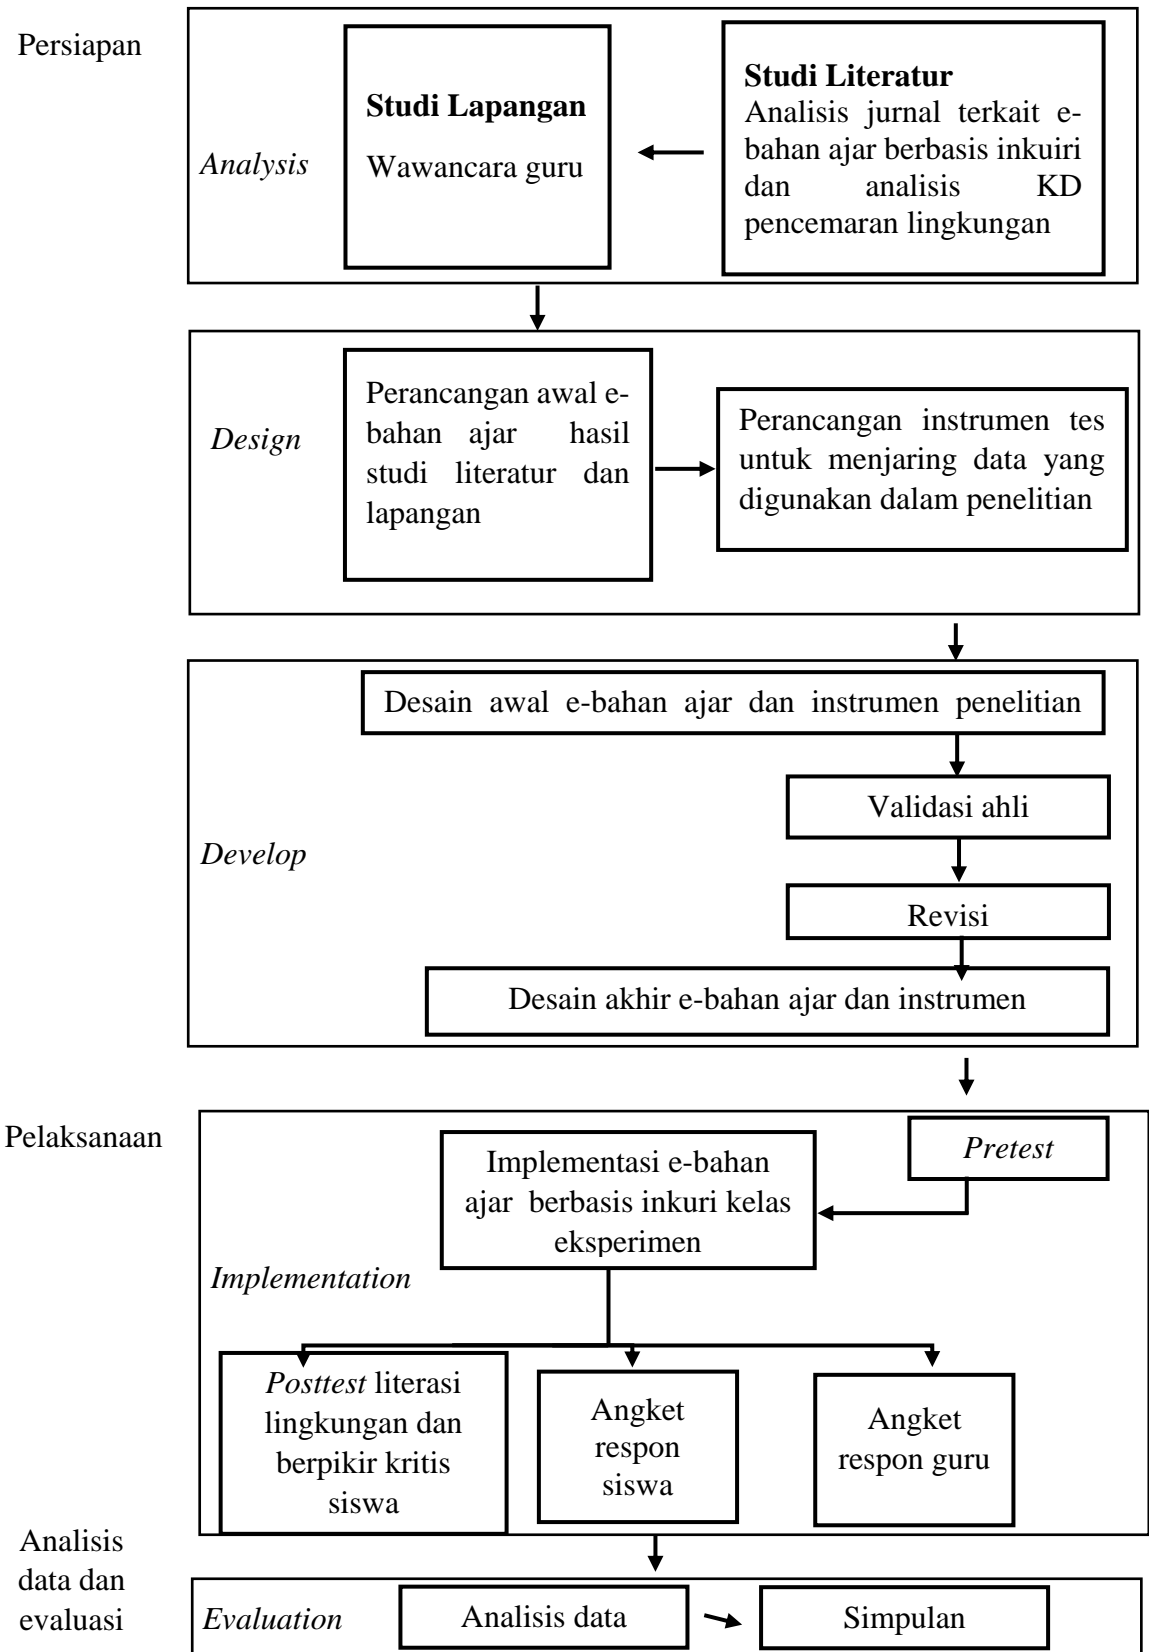 Persiapan
Analysis
Studi Lapangan
Wawancara guru
Studi Literatur
Analisis jurnal terkait e-
bahan ajar berbasis inkuiri
dan analisis KD
pencemaran lingkungan
Design
Perancangan awal e-
bahan ajar hasil
studi literatur dan
lapangan
Perancangan instrumen tes
untuk menjaring data yang
digunakan dalam penelitian
Develop
Desain awal e-bahan ajar dan instrumen penelitian
Validasi ahli
Revisi
Desain akhir e-bahan ajar dan instrumen
Pelaksanaan
Implementation
Pretest
Implementasi e-bahan
ajar berbasis inkuri kelas
eksperimen
Posttest literasi
lingkungan dan
berpikir kritis
siswa
Angket
respon
siswa
Angket
respon guru
Analisis
data dan
evaluasi
Evaluation
Analisis data
Simpulan